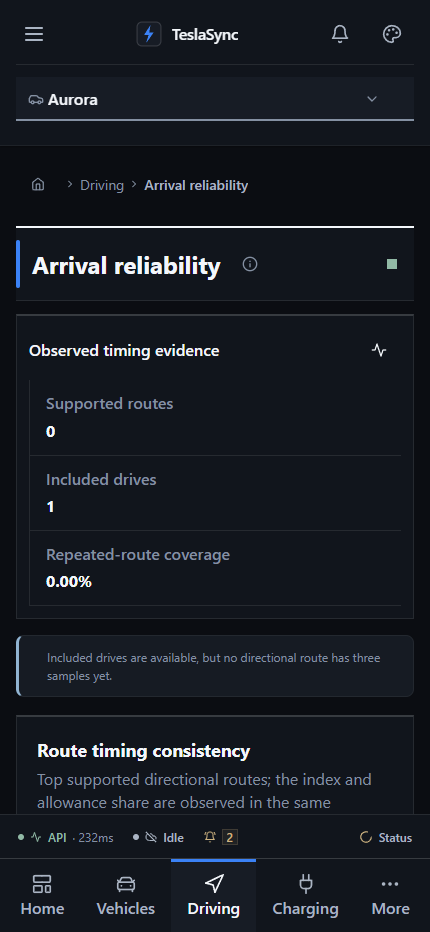 TeslaSync
Aurora
Driving
Arrival reliability
Arrival reliability
Observed timing evidence
Supported routes
0
Included drives
1
Repeated-route coverage
0.00%
Included drives are available, but no directional route has three
samples yet.
Route timing consistency
Top supported directional routes; the index and
allowance share are observed in the same
API · 232ms
Idle
2
Status
Home
Vehicles
Driving
Charging
More